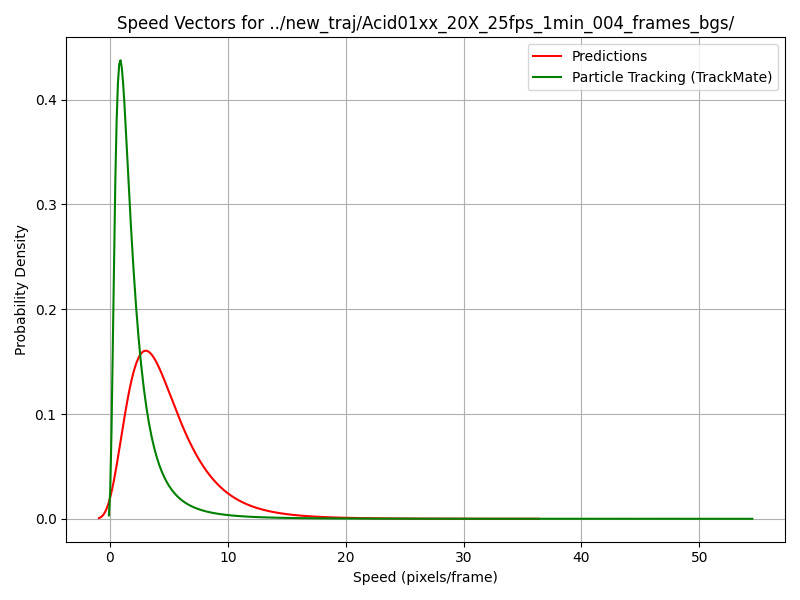 Speed Vectors for ../new_traj/Acid01xx_20X_25fps_1min_004_frames_bgs/
Predictions
Particle Tracking (TrackMate)
Probability Density
0.4
0.3
0.2
0.1
0.0
0 10 20 30 40 50
Speed (pixels/frame)